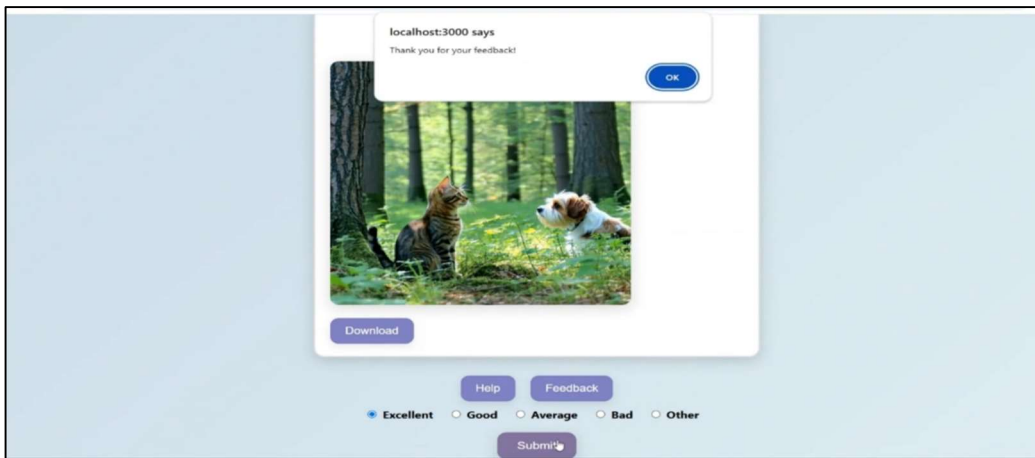 localhost:3000 says
Thank you for your feedback!
OK
Download
Help Feedback
Excellent Good Average Bad Other
Submit